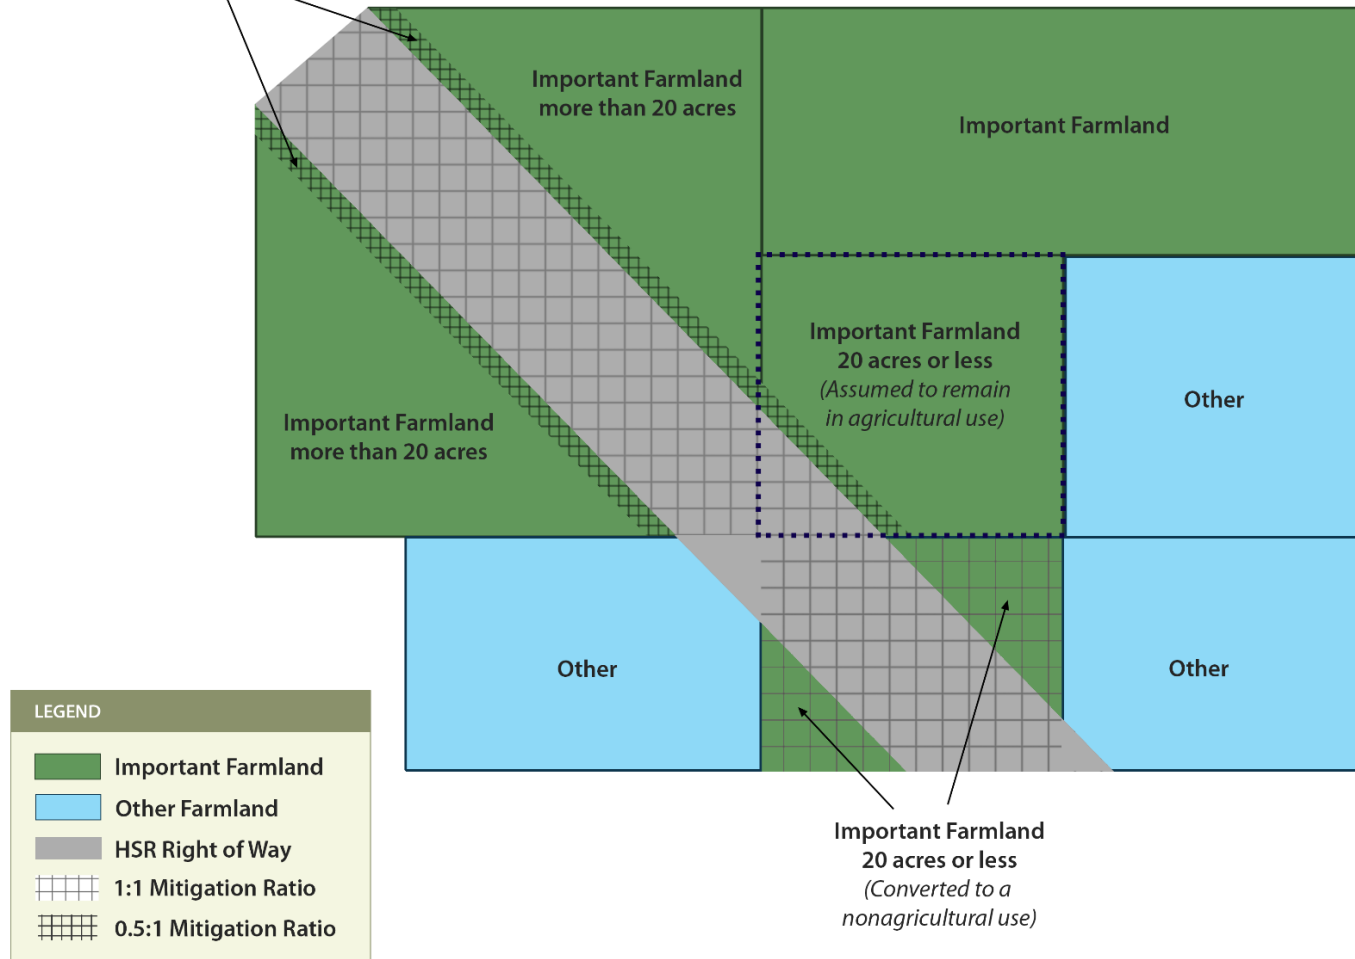 Important Farmland
more than 20 acres
Important Farmland
Important Farmland
20 acres or less
(Assumed to remain
in agricultural use)
Other
Important Farmland
more than 20 acres
Other
Other
LEGEND
Important Farmland
Other Farmland
HSR Right of Way
1:1 Mitigation Ratio
0.5:1 Mitigation Ratio
Important Farmland
20 acres or less
(Converted to a
nonagricultural use)